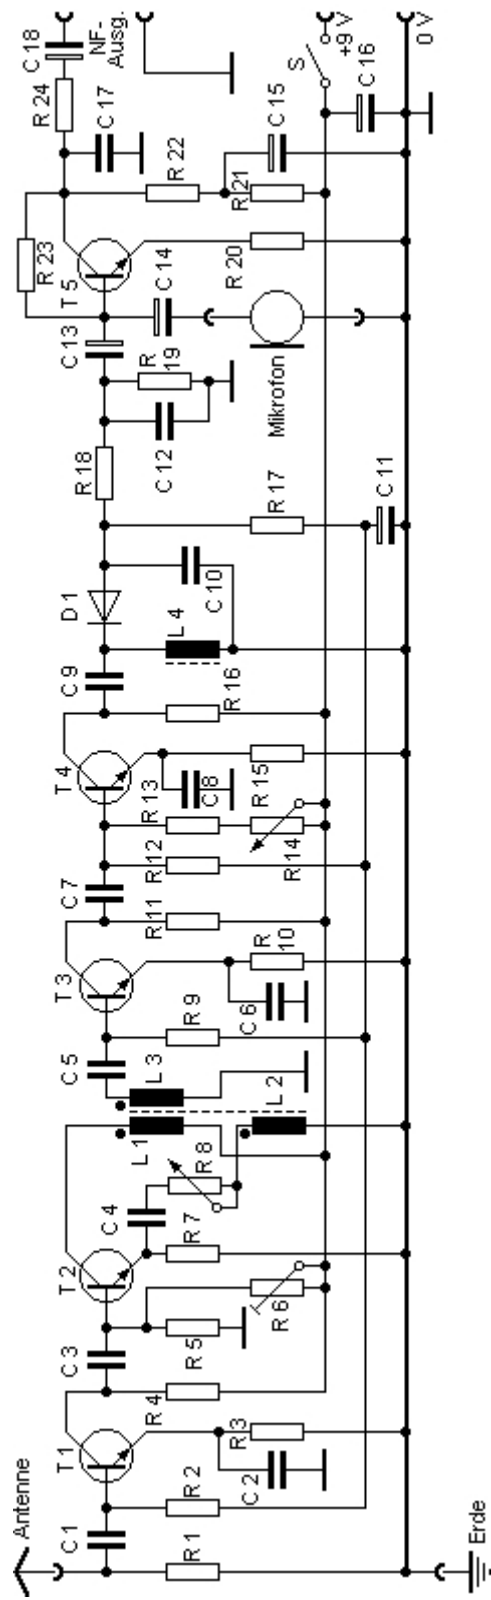 Antenne
Erde
C 1
R 1
R 2
T 1
C 2
R 3
R 4
C 3
R 5
R 6
T 2
R 7
C 4
R 8
L 1
L 2
L 3
C 5
R 9
T 3
C 6
R 10
R 11
C 7
R 12
R 13
R 14
T 4
C 8
R 15
R 16
C 9
L 4
D 1
C 10
R 17
C 11
R 18
C 12
R 19
C 13
Mikrofon
C 14
T 5
R 23
R 20
R 21
R 22
C 15
C 17
R 24
C 18
NF-
Ausg.
S
+9 V
C 16
0 V